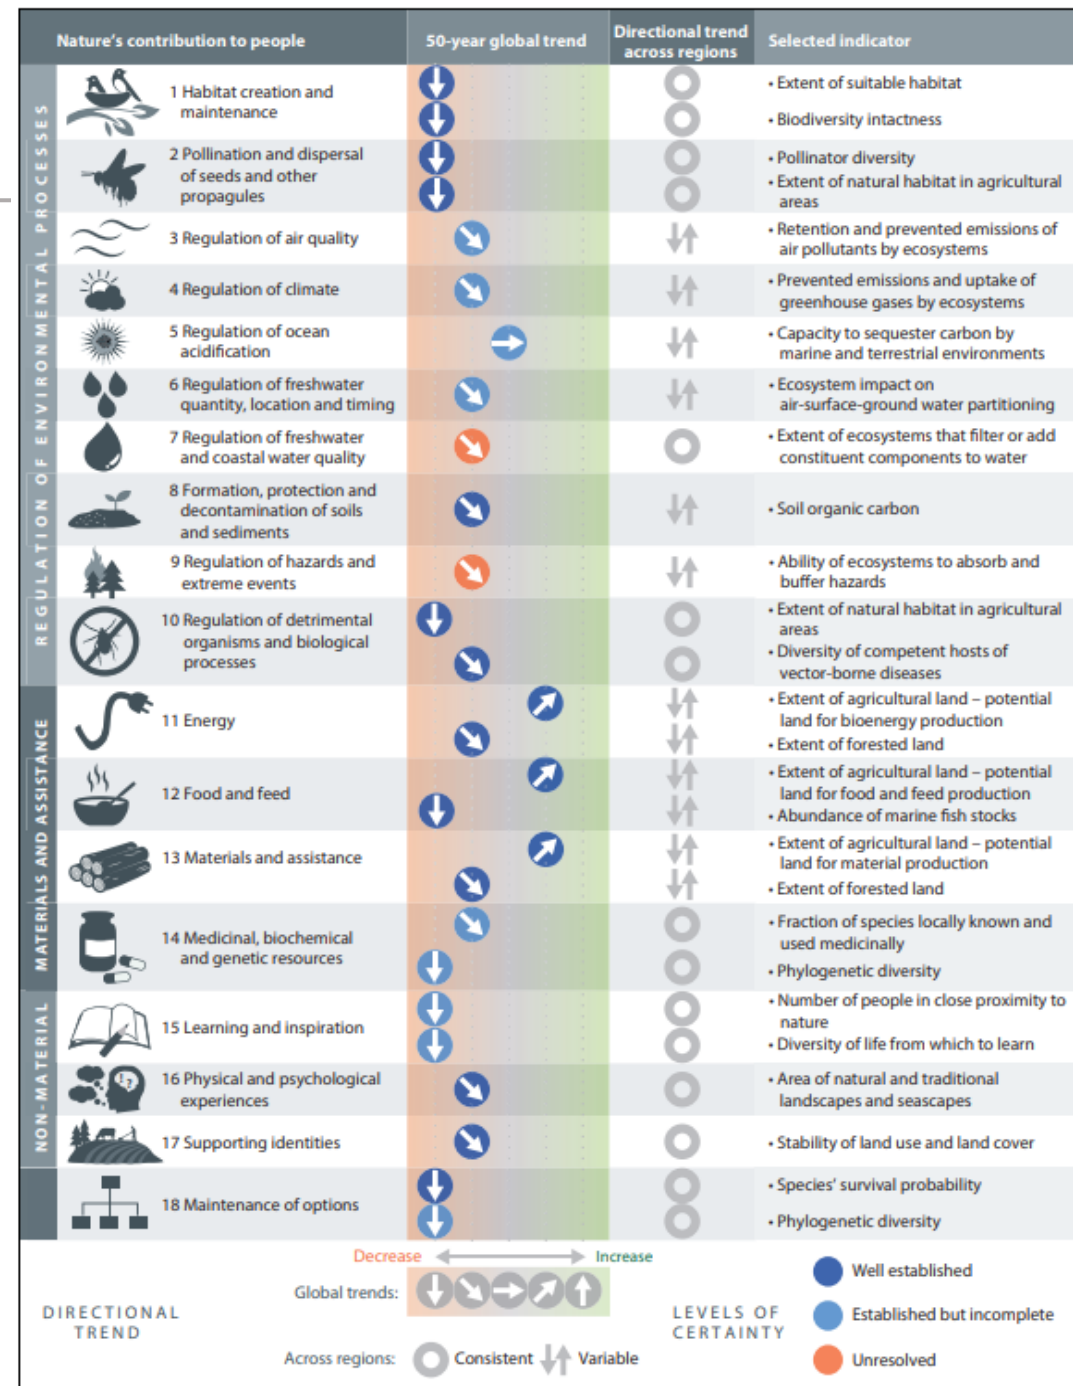 Nature's contribution to people
50-year global trend
Directional trend
across regions
Selected indicator
REGULATION OF ENVIRONMENTAL PROCESSES
1 Habitat creation and
maintenance
• Extent of suitable habitat
• Biodiversity intactness
2 Pollination and dispersal
of seeds and other
propagules
• Pollinator diversity
• Extent of natural habitat in agricultural
areas
3 Regulation of air quality
• Retention and prevented emissions of
air pollutants by ecosystems
4 Regulation of climate
• Prevented emissions and uptake of
greenhouse gases by ecosystems
5 Regulation of ocean
acidification
• Capacity to sequester carbon by
marine and terrestrial environments
6 Regulation of freshwater
quantity, location and timing
• Ecosystem impact on
air-surface-ground water partitioning
7 Regulation of freshwater
and coastal water quality
• Extent of ecosystems that filter or add
constituent components to water
8 Formation, protection and
decontamination of soils
and sediments
• Soil organic carbon
9 Regulation of hazards and
extreme events
• Ability of ecosystems to absorb and
buffer hazards
10 Regulation of detrimental
organisms and biological
processes
• Extent of natural habitat in agricultural
areas
• Diversity of competent hosts of
vector-borne diseases
MATERIALS AND ASSISTANCE
11 Energy
• Extent of agricultural land – potential
land for bioenergy production
• Extent of forested land
12 Food and feed
• Extent of agricultural land – potential
land for food and feed production
• Abundance of marine fish stocks
13 Materials and assistance
• Extent of agricultural land – potential
land for material production
• Extent of forested land
14 Medicinal, biochemical
and genetic resources
• Fraction of species locally known and
used medicinally
• Phylogenetic diversity
NON-MATERIAL
15 Learning and inspiration
• Number of people in close proximity to
nature
• Diversity of life from which to learn
! ? ?
16 Physical and psychological
experiences
• Area of natural and traditional
landscapes and seascapes
17 Supporting identities
• Stability of land use and land cover
18 Maintenance of options
• Species' survival probability
• Phylogenetic diversity
Decrease
Increase
Global trends:
DIRECTIONAL
TREND
Across regions:
Consistent
Variable
LEVELS OF
CERTAINTY
Well established
Established but incomplete
Unresolved